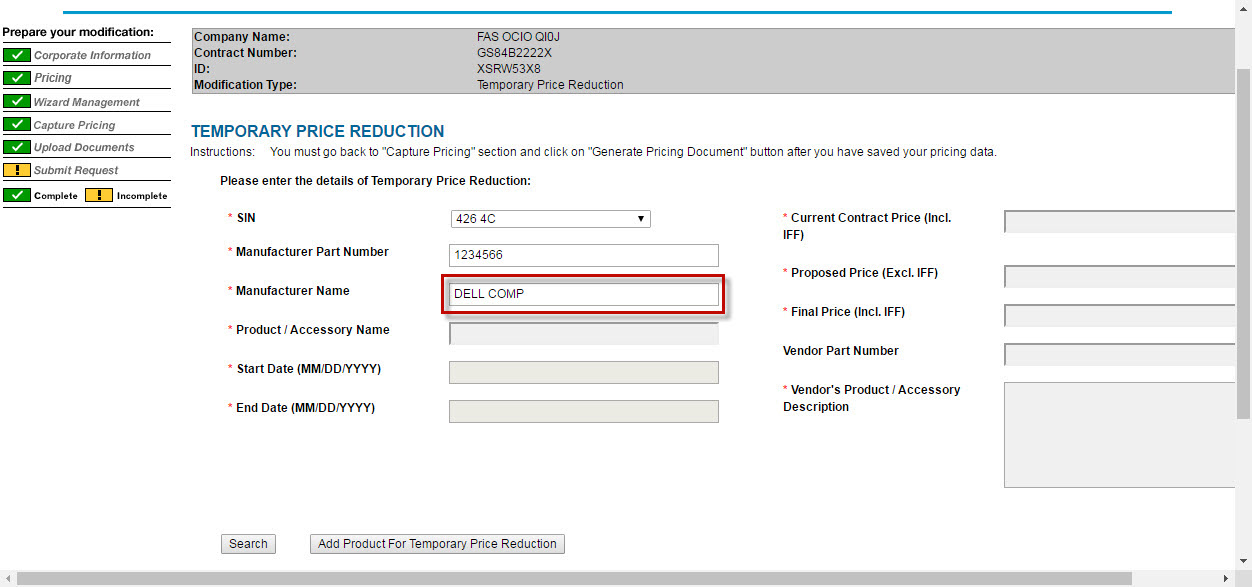 Prepare your modification:
Corporate Information
Pricing
Wizard Management
Capture Pricing
Upload Documents
! Submit Request
Complete ! Incomplete
Company Name: FAS OCIO QI0J
Contract Number: GS84B2222X
ID: XSRW53X8
Modification Type: Temporary Price Reduction
TEMPORARY PRICE REDUCTION
Instructions: You must go back to "Capture Pricing" section and click on "Generate Pricing Document" button after you have saved your pricing data.
Please enter the details of Temporary Price Reduction:
* SIN 426 4C
* Manufacturer Part Number 1234566
* Manufacturer Name DELL COMP
* Product / Accessory Name
* Start Date (MM/DD/YYYY)
* End Date (MM/DD/YYYY)
* Current Contract Price (Incl.
IFF)
* Proposed Price (Excl. IFF)
* Final Price (Incl. IFF)
Vendor Part Number
* Vendor's Product / Accessory
Description
Search Add Product For Temporary Price Reduction